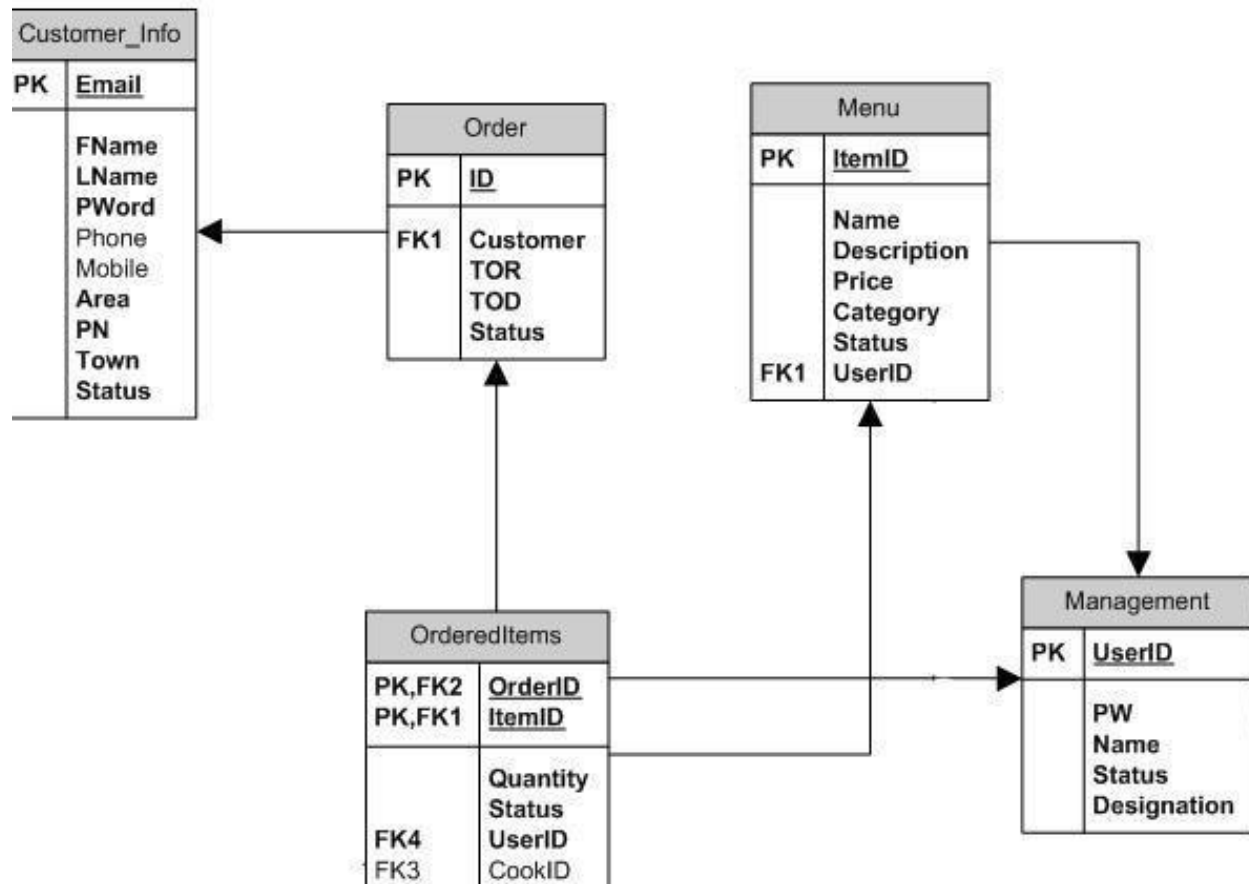 Customer_Info
PK Email
FName
LName
PWord
Phone
Mobile
Area
PN
Town
Status
Order
PK ID
FK1 Customer
TOR
TOD
Status
Menu
PK ItemID
Name
Description
Price
Category
Status
FK1 UserID
OrderedItems
PK,FK2 OrderID
PK,FK1 ItemID
Quantity
Status
FK4 UserID
FK3 CookID
Management
PK UserID
PW
Name
Status
Designation